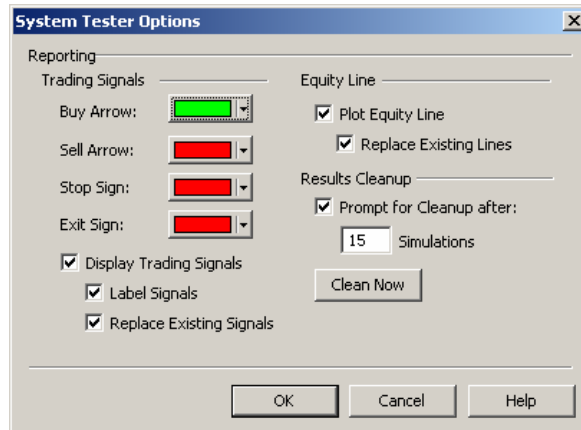 System Tester Options
Reporting
Trading Signals
Buy Arrow:
Sell Arrow:
Stop Sign:
Exit Sign:
Display Trading Signals
Label Signals
Replace Existing Signals
Equity Line
Plot Equity Line
Replace Existing Lines
Results Cleanup
Prompt for Cleanup after:
15 Simulations
Clean Now
OK Cancel Help